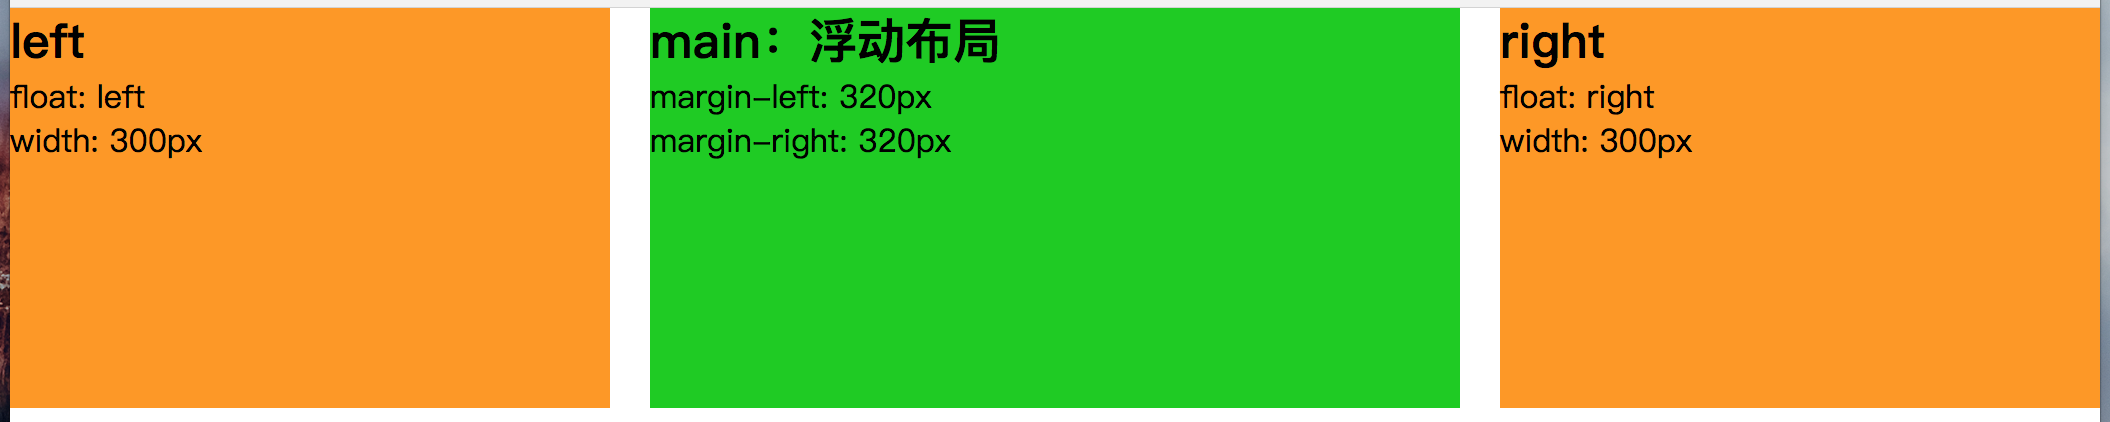 left
float: left
width: 300px
main：浮动布局
margin-left: 320px
margin-right: 320px
right
float: right
width: 300px